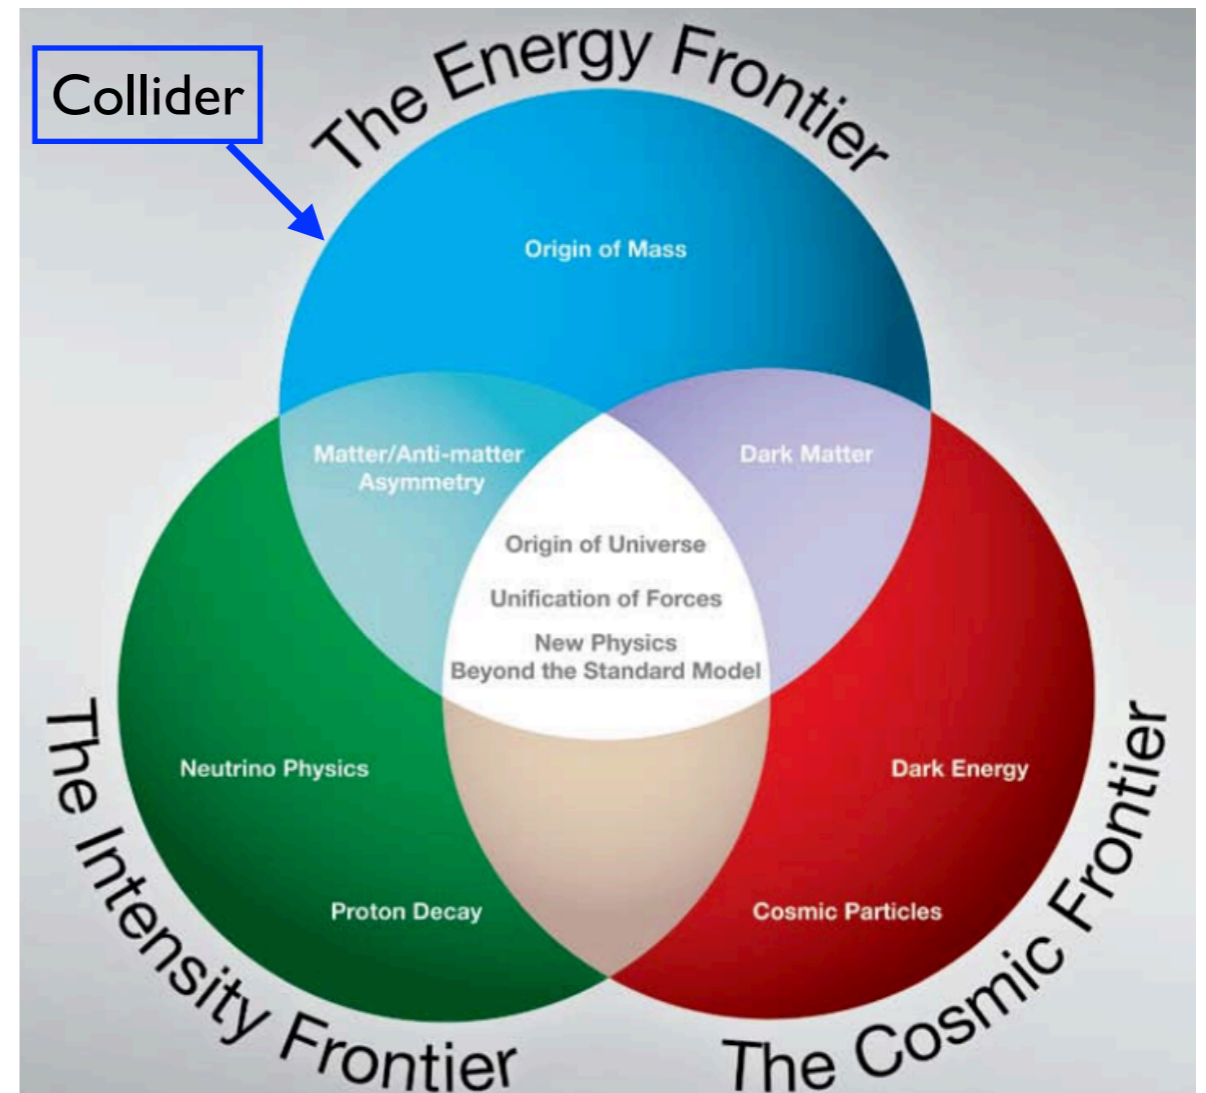 Collider
The Energy Frontier
Origin of Mass
Matter/Anti-matter
Asymmetry
Dark Matter
Origin of Universe
Unification of Forces
New Physics
Beyond the Standard Model
Neutrino Physics
Dark Energy
Proton Decay
Cosmic Particles
The Intensity Frontier
The Cosmic Frontier